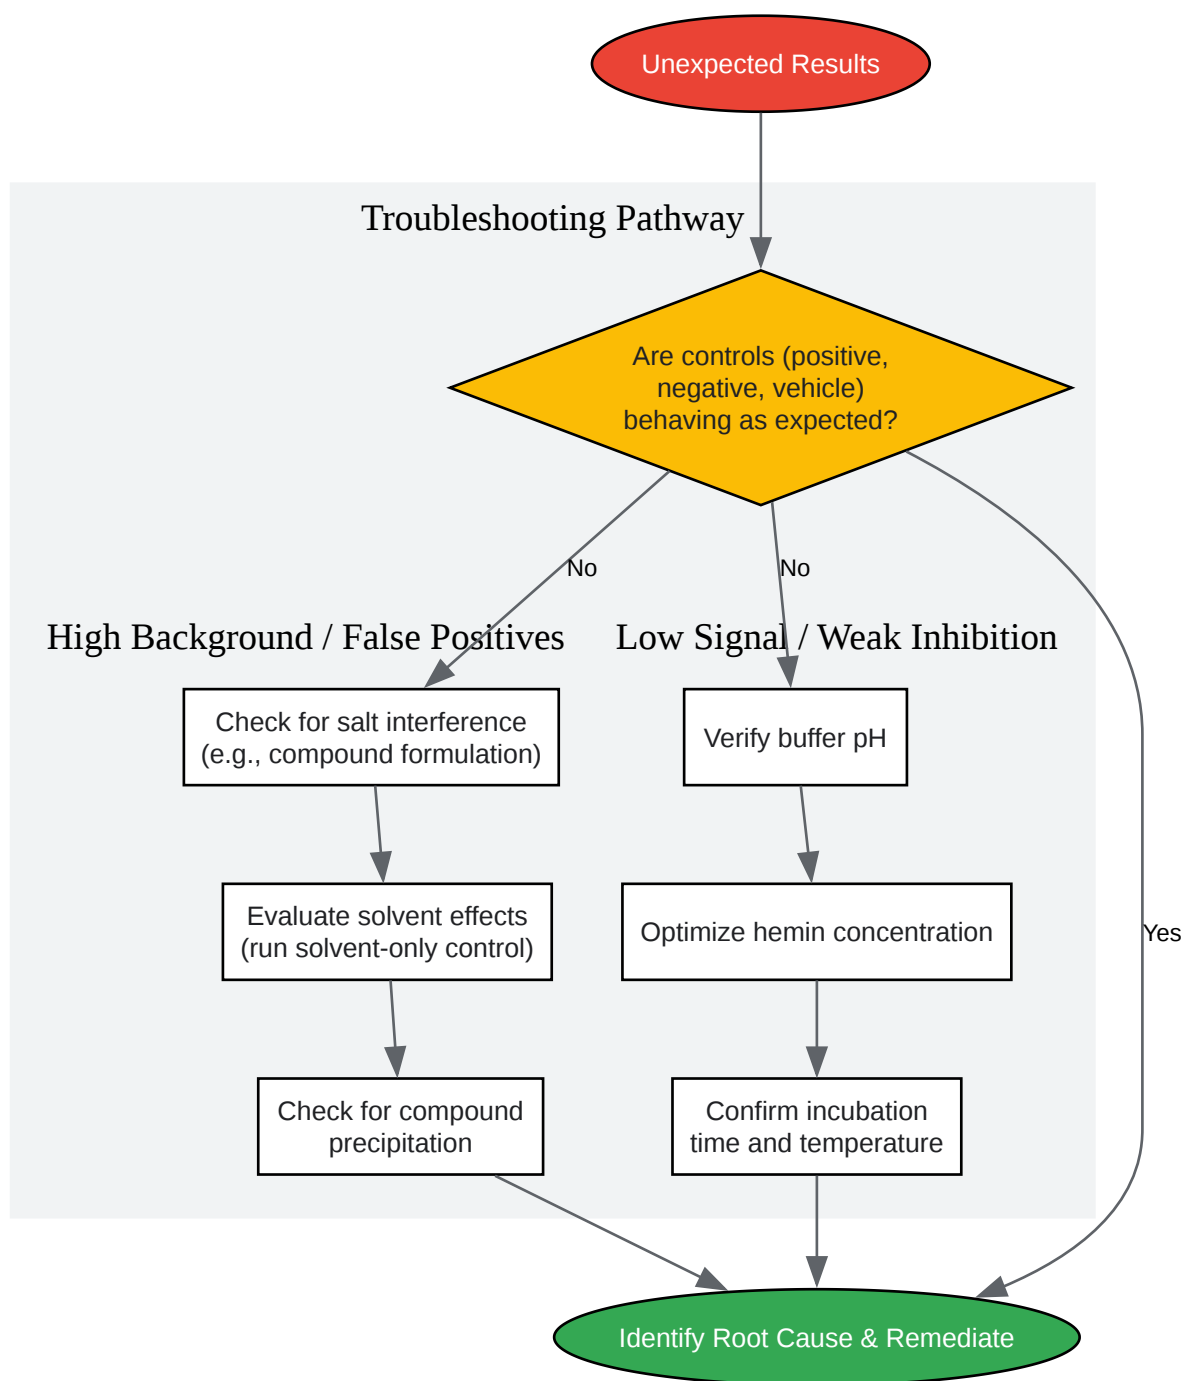 Unexpected Results
Troubleshooting Pathway
Are controls (positive,
negative, vehicle)
behaving as expected?
No
No
High Background / False Positives
Low Signal / Weak Inhibition
Check for salt interference
(e.g., compound formulation)
Verify buffer pH
Evaluate solvent effects
(run solvent-only control)
Optimize hemin concentration
Yes
Check for compound
precipitation
Confirm incubation
time and temperature
Identify Root Cause & Remediate